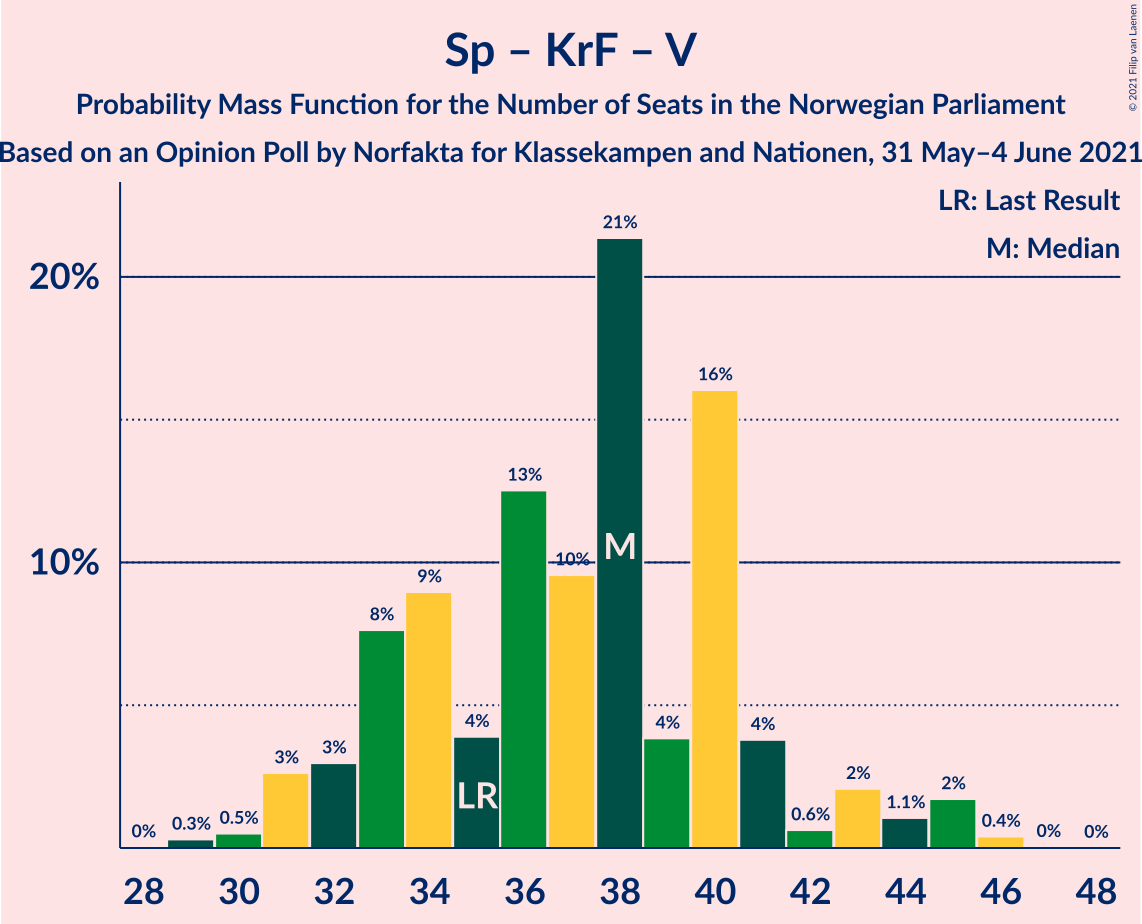 Sp – KrF – V
Probability Mass Function for the Number of Seats in the Norwegian Parliament
Based on an Opinion Poll by Norfakta for Klassekampen and Nationen, 31 May–4 June 2021
© 2021 Filip van Laenen
LR: Last Result
M: Median
21%
20%
16%
13%
M
10%
10%
9%
8%
4%
4%
4%
3%
3%
LR
2%
2%
0% 0.3% 0.5% 0.6% 1.1% 0.4% 0% 0%
28 30 32 34 36 38 40 42 44 46 48